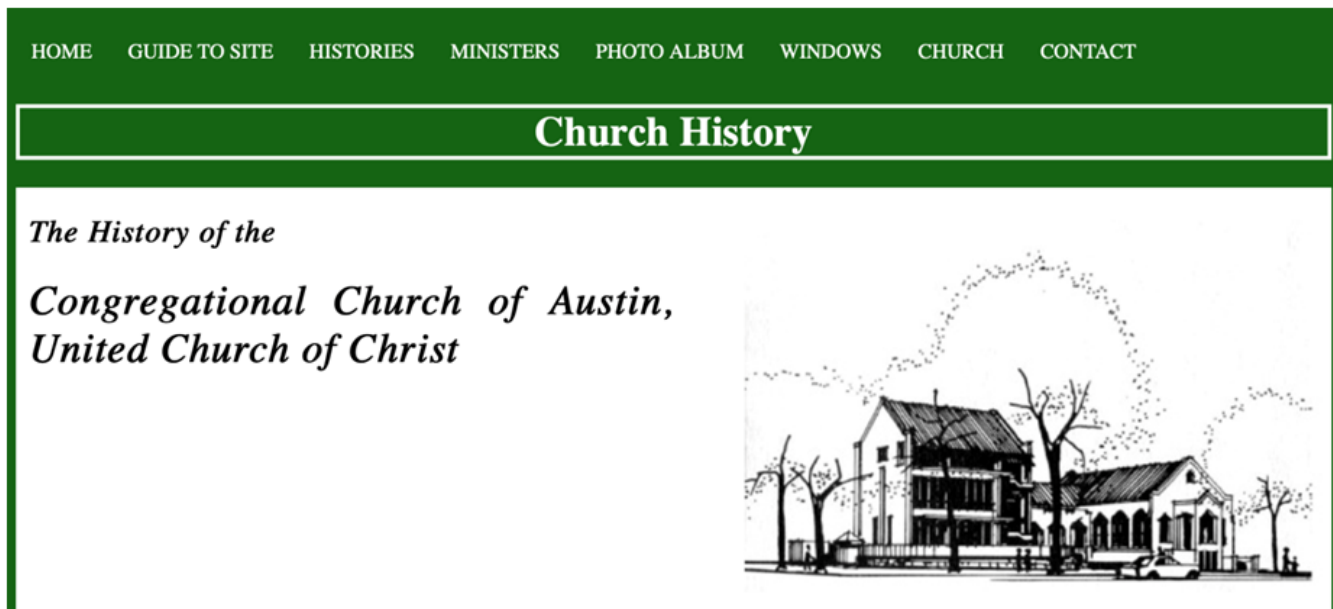 HOME GUIDE TO SITE HISTORIES MINISTERS PHOTO ALBUM WINDOWS CHURCH CONTACT
Church History
The History of the
Congregational Church of Austin,
United Church of Christ